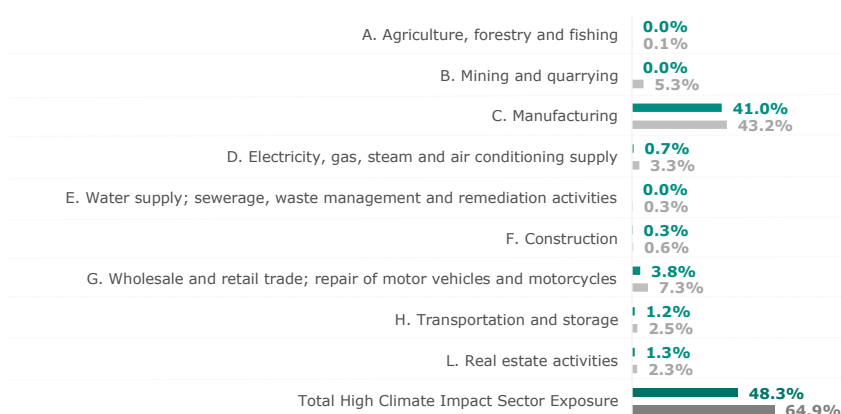 A. Agriculture, forestry and fishing 0.0%
0.1%
B. Mining and quarrying 0.0%
5.3%
C. Manufacturing 41.0%
43.2%
D. Electricity, gas, steam and air conditioning supply 0.7%
3.3%
E. Water supply; sewerage, waste management and remediation activities 0.0%
0.3%
F. Construction 0.3%
0.6%
G. Wholesale and retail trade; repair of motor vehicles and motorcycles 3.8%
7.3%
H. Transportation and storage 1.2%
2.5%
L. Real estate activities 1.3%
2.3%
Total High Climate Impact Sector Exposure 48.3%
64.9%